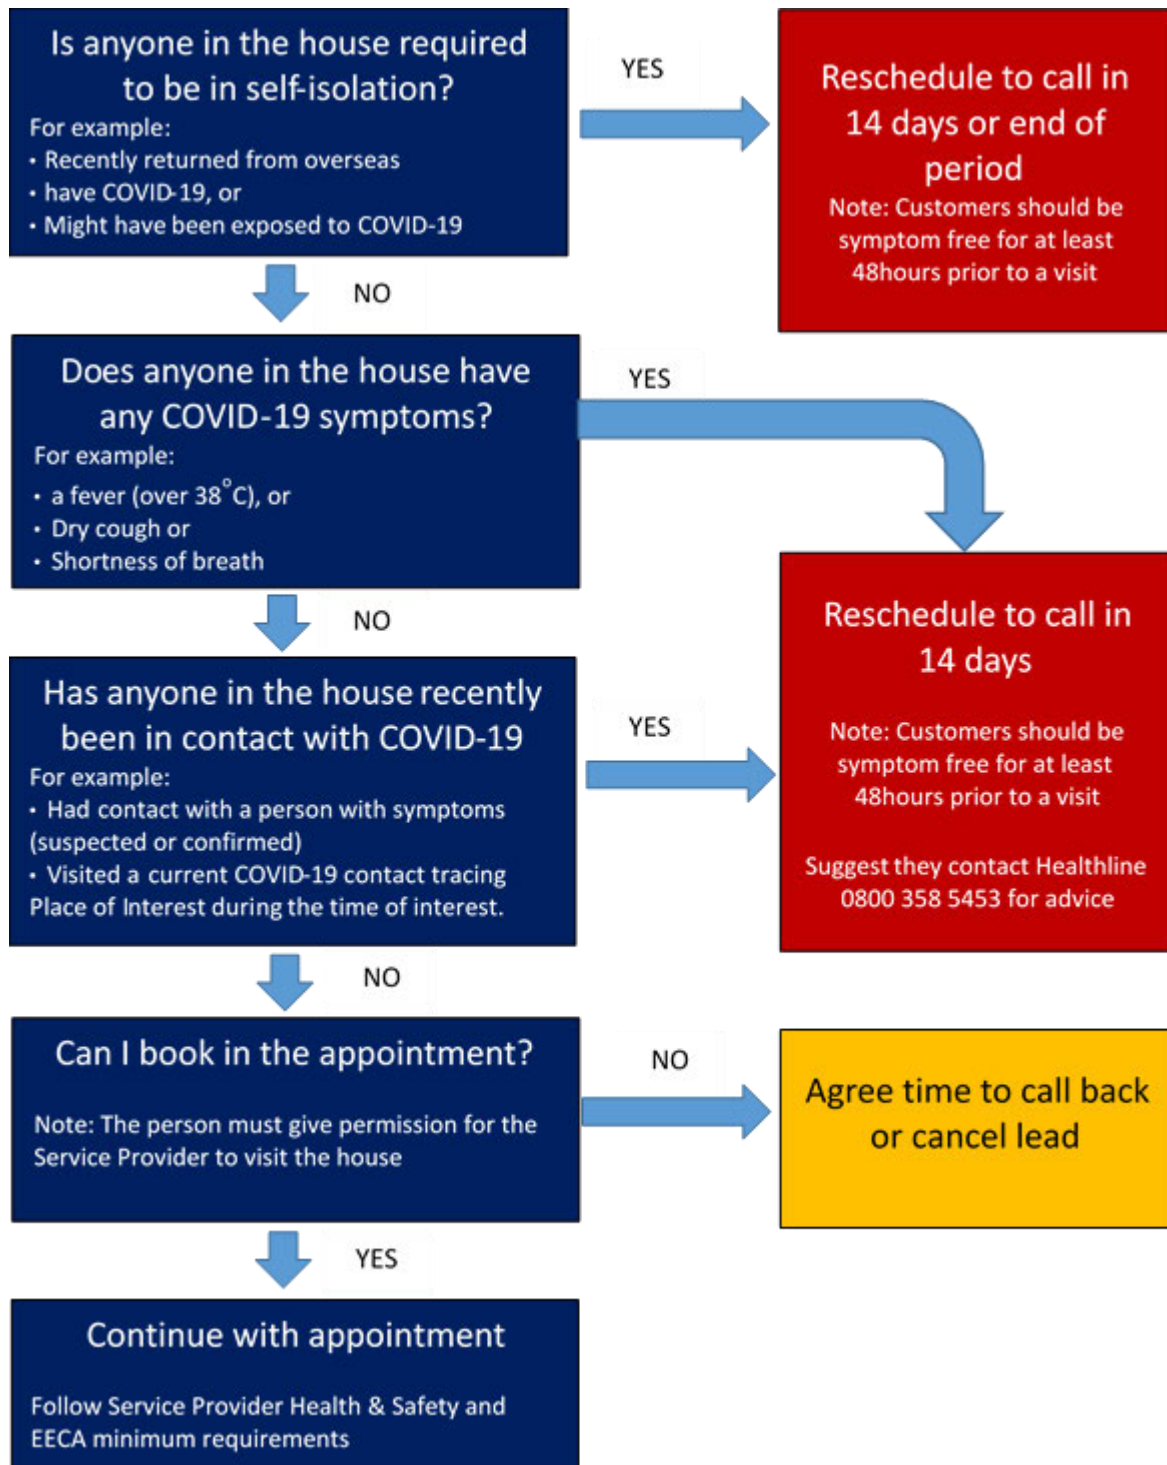 Is anyone in the house required
to be in self-isolation?
For example:
• Recently returned from overseas
• have COVID-19, or
• Might have been exposed to COVID-19
YES
Reschedule to call in
14 days or end of
period
Note: Customers should be
symptom free for at least
48hours prior to a visit
NO
Does anyone in the house have
any COVID-19 symptoms?
For example:
• a fever (over 38°C), or
• Dry cough or
• Shortness of breath
YES
NO
Has anyone in the house recently
been in contact with COVID-19
For example:
• Had contact with a person with symptoms
(suspected or confirmed)
• Visited a current COVID-19 contact tracing
Place of Interest during the time of interest.
YES
Reschedule to call in
14 days
Note: Customers should be
symptom free for at least
48hours prior to a visit
Suggest they contact Healthline
0800 358 5453 for advice
NO
Can I book in the appointment?
Note: The person must give permission for the
Service Provider to visit the house
NO
Agree time to call back
or cancel lead
YES
Continue with appointment
Follow Service Provider Health & Safety and
EECA minimum requirements